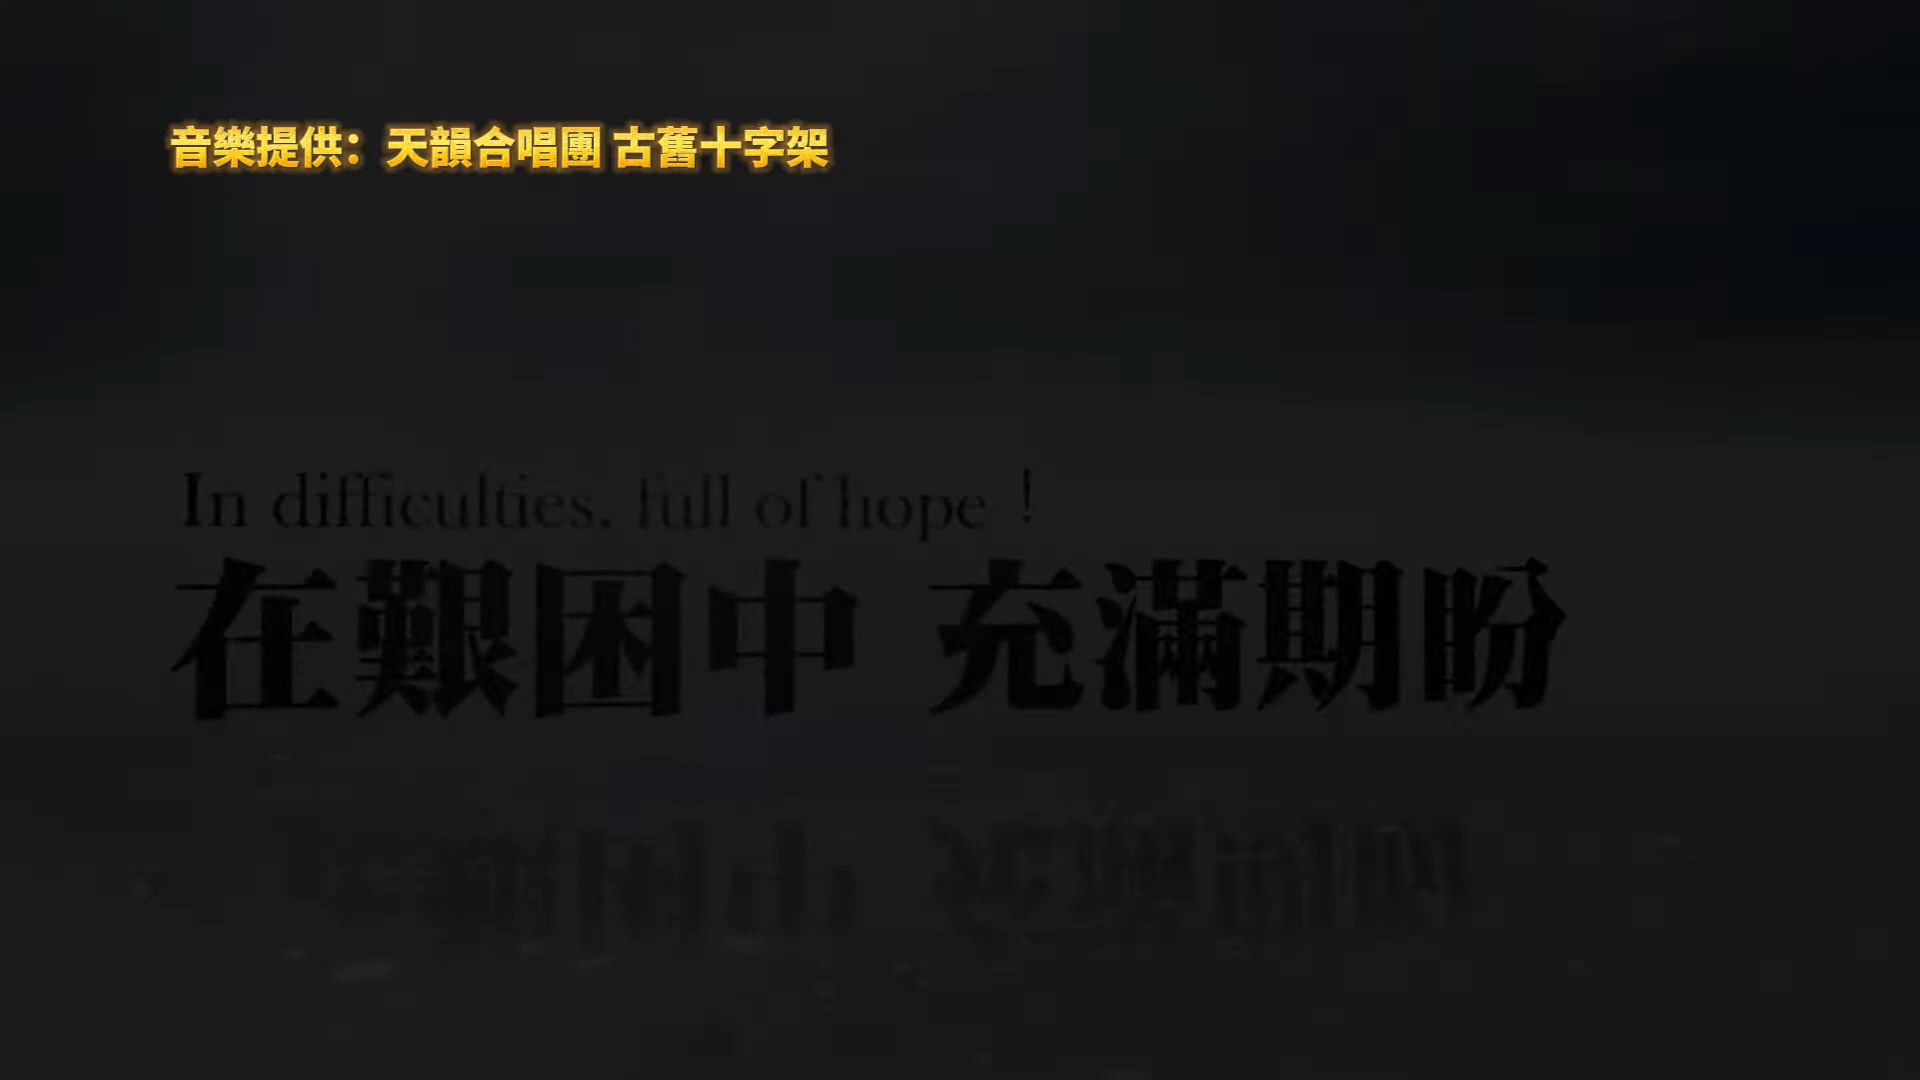 音樂提供：天韻合唱團 古舊十字架
In difficulties, full of hope！
在艱困中 充滿期盼